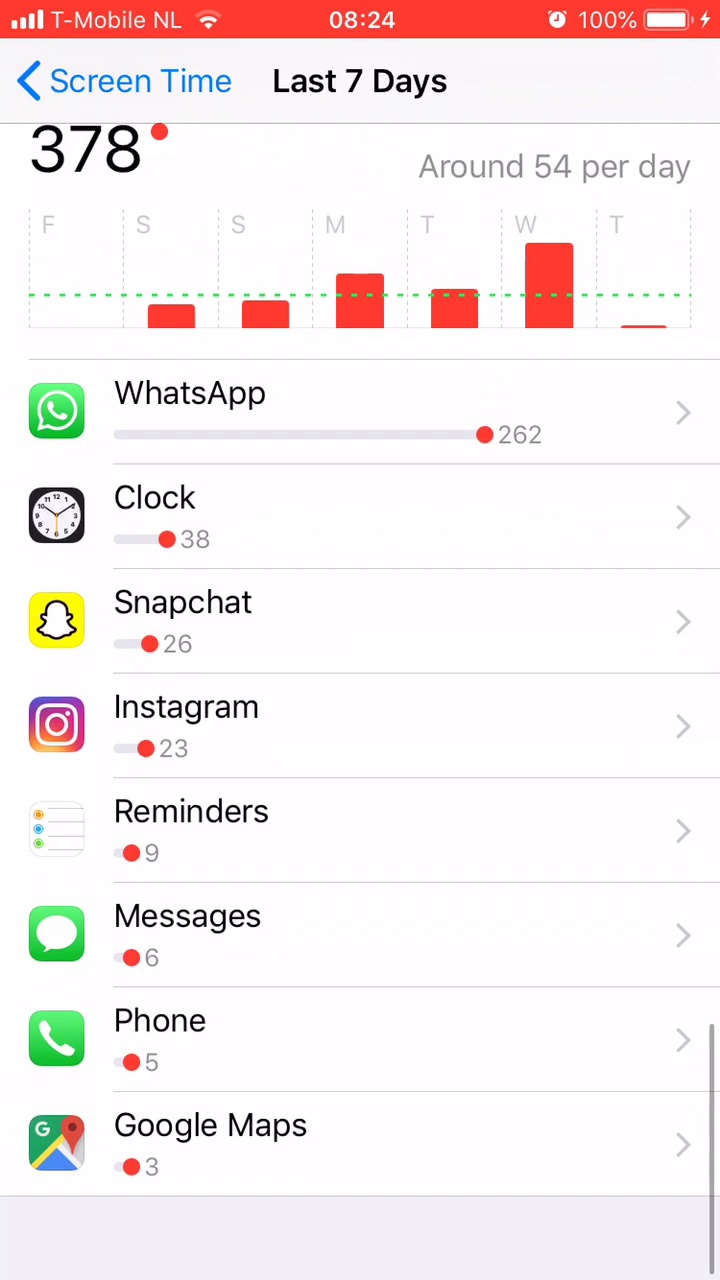 T-Mobile NL 08:24 100%
Screen Time Last 7 Days
378
Around 54 per day
F S S M T W T
WhatsApp
262
Clock
38
Snapchat
26
Instagram
23
Reminders
9
Messages
6
Phone
5
G
Google Maps
3